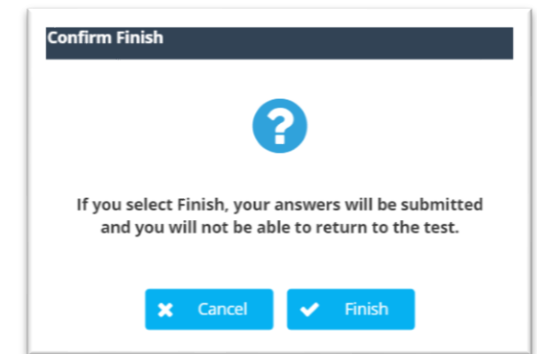 Confirm Finish
?
If you select Finish, your answers will be submitted
and you will not be able to return to the test.
Cancel
Finish